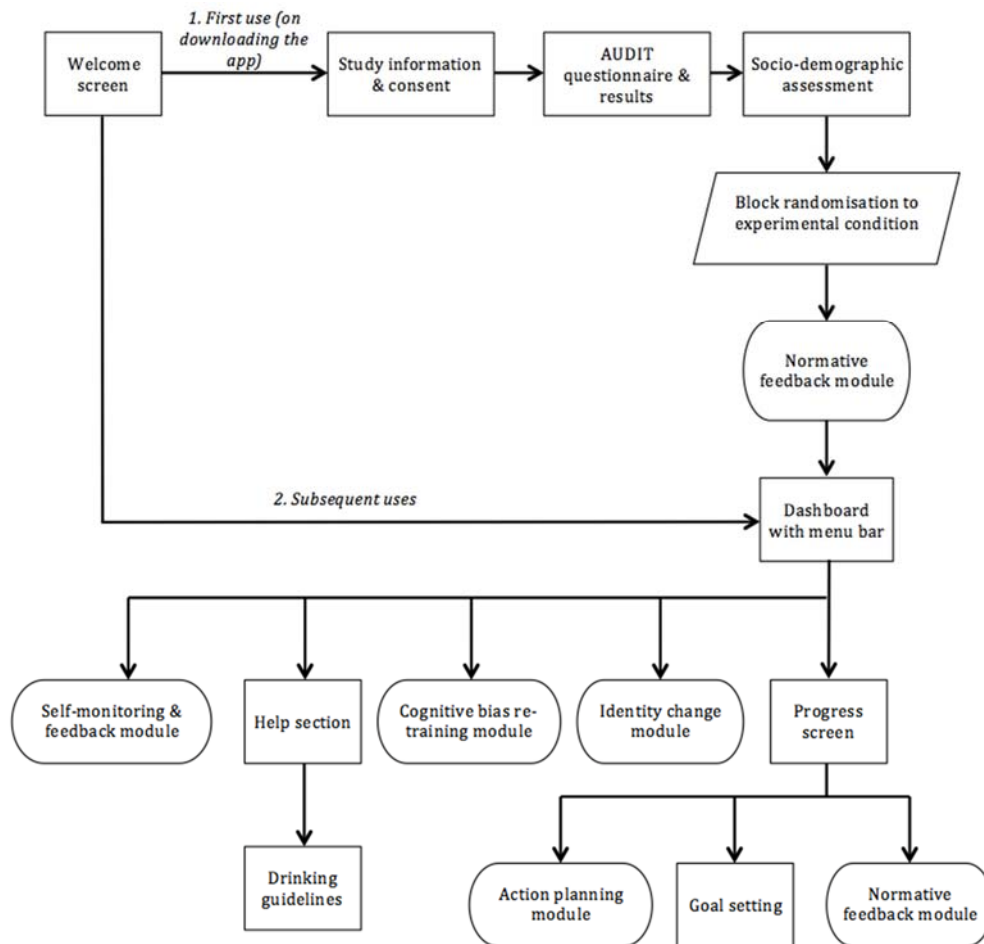 1. First use (on
downloading the
app)
Welcome
screen
Study information
& consent
AUDIT
questionnaire &
results
Socio-demographic
assessment
Block randomisation to
experimental condition
Normative
feedback module
2. Subsequent uses
Dashboard
with menu bar
Self-monitoring &
feedback module
Help section
Cognitive bias re-
training module
Identity change
module
Progress
screen
Drinking
guidelines
Action planning
module
Goal setting
Normative
feedback module